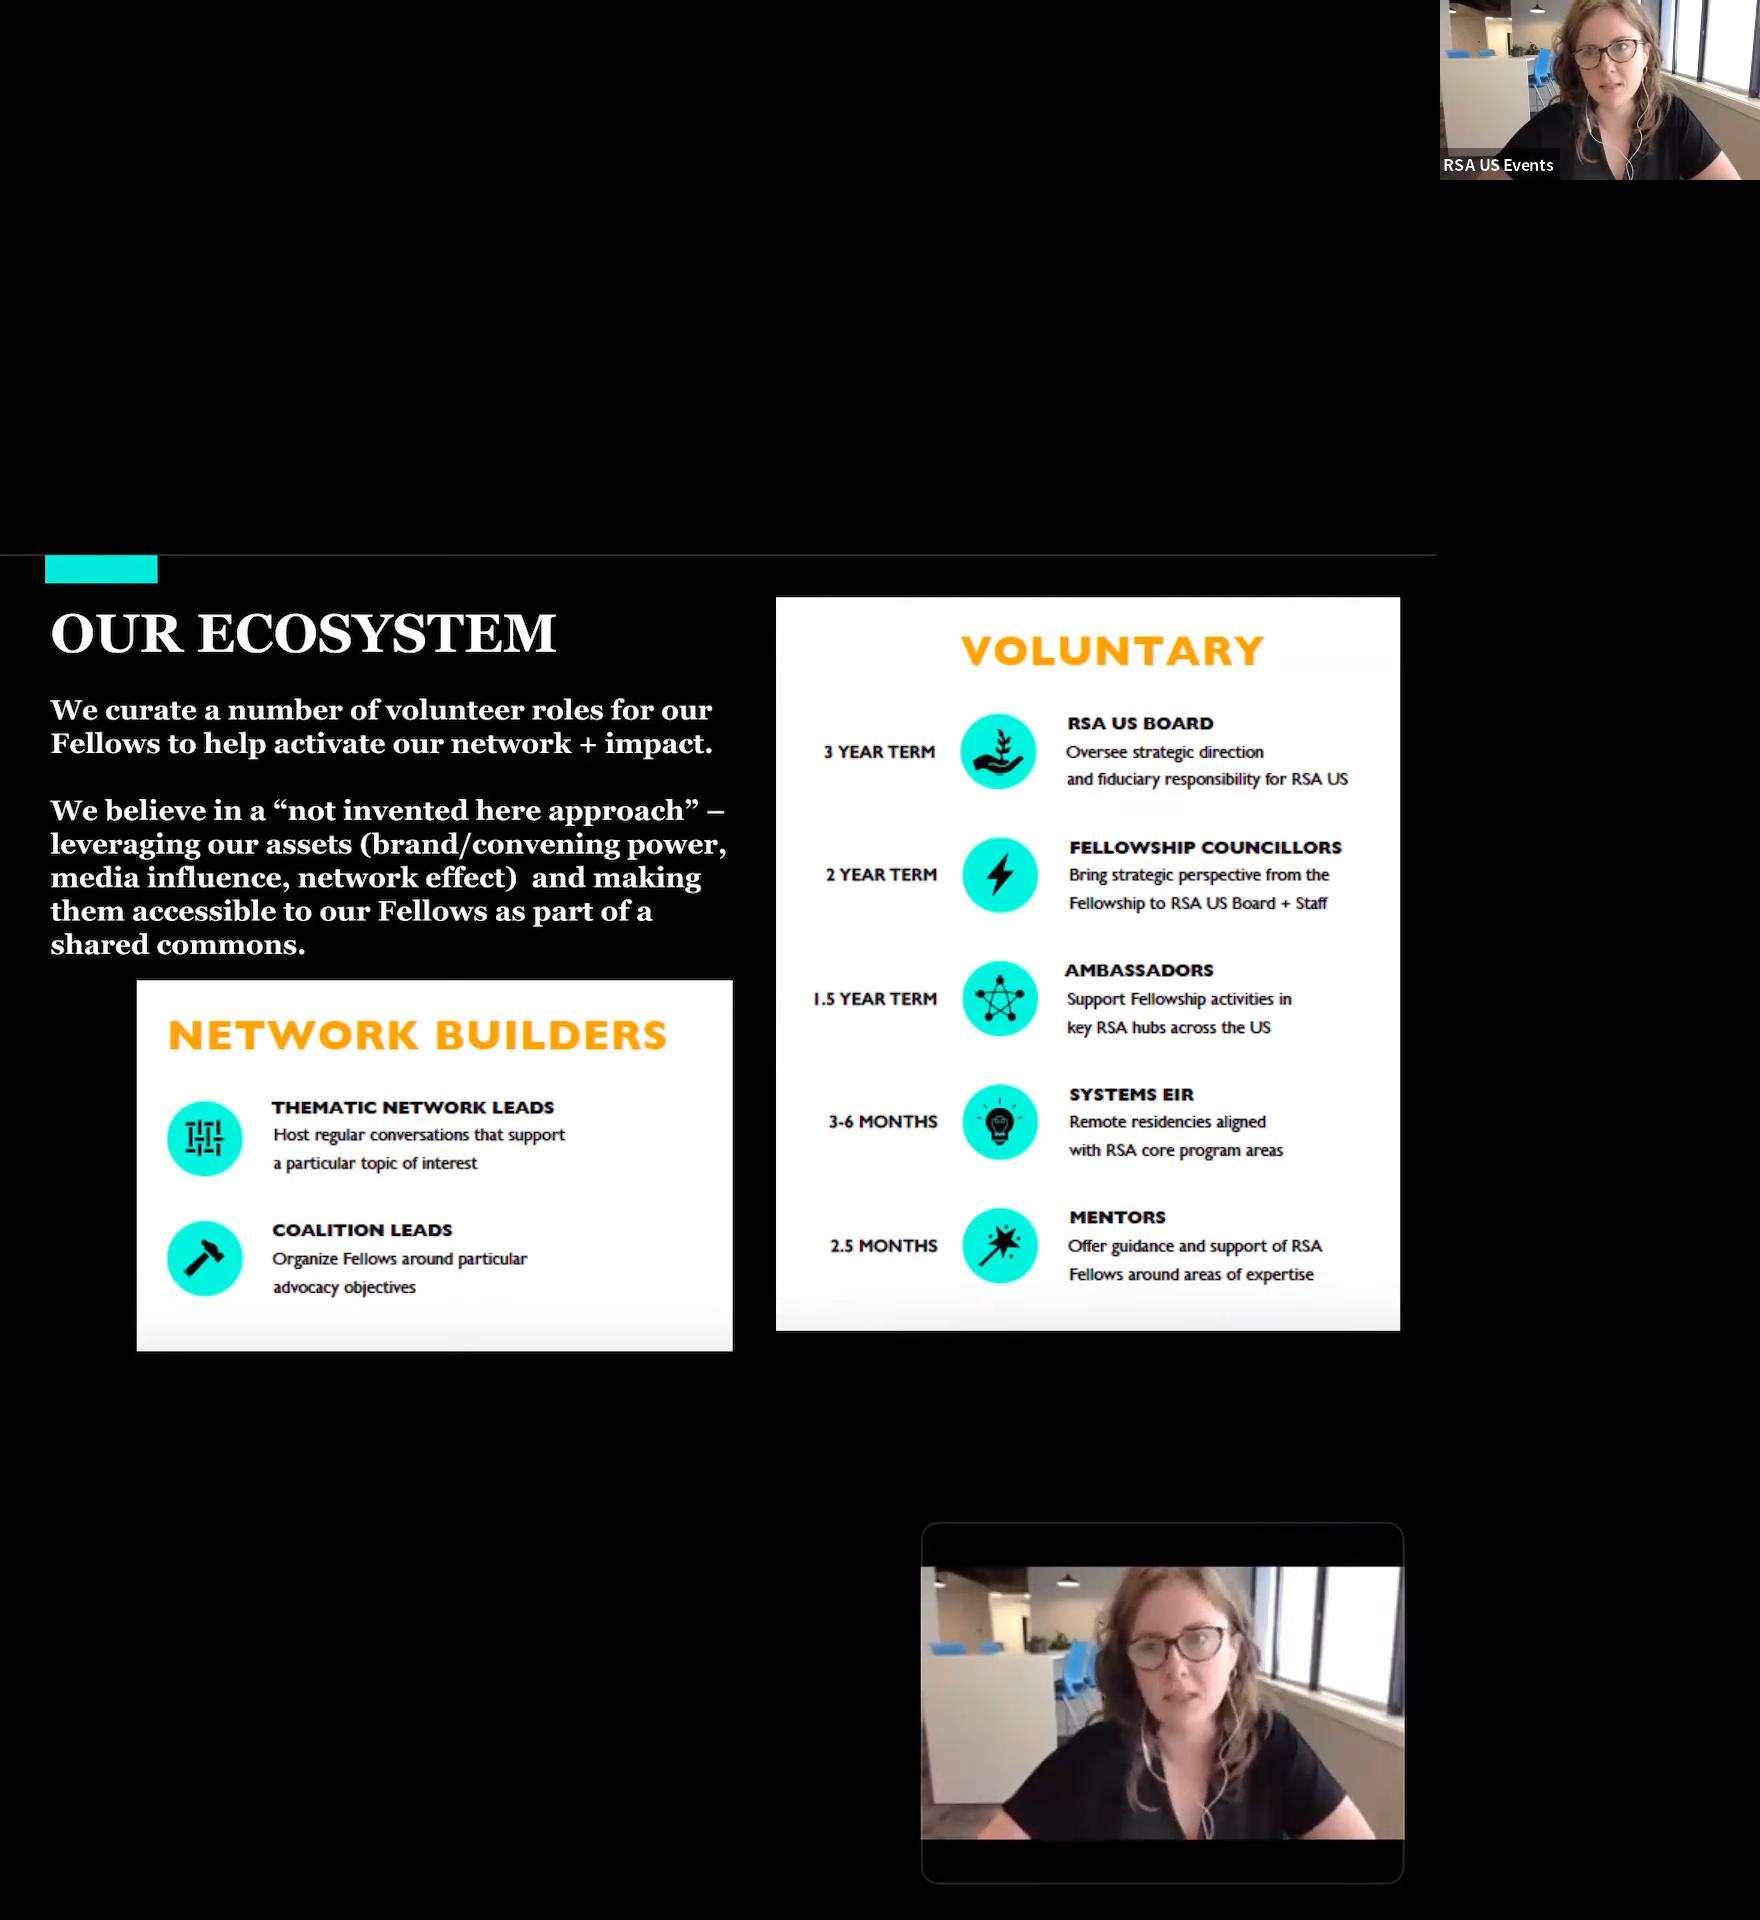 RSA US Events
OUR ECOSYSTEM
We curate a number of volunteer roles for our
Fellows to help activate our network + impact.
We believe in a “not invented here approach” –
leveraging our assets (brand/convening power,
media influence, network effect)  and making
them accessible to our Fellows as part of a
shared commons.
NETWORK BUILDERS
THEMATIC NETWORK LEADS
Host regular conversations that support
a particular topic of interest
COALITION LEADS
Organize Fellows around particular
advocacy objectives
VOLUNTARY
3 YEAR TERM
RSA US BOARD
Oversee strategic direction
and fiduciary responsibility for RSA US
2 YEAR TERM
FELLOWSHIP COUNCILLORS
Bring strategic perspective from the
Fellowship to RSA US Board + Staff
1.5 YEAR TERM
AMBASSADORS
Support Fellowship activities in
key RSA hubs across the US
3-6 MONTHS
SYSTEMS EIR
Remote residencies aligned
with RSA core program areas
2.5 MONTHS
MENTORS
Offer guidance and support of RSA
Fellows around areas of expertise